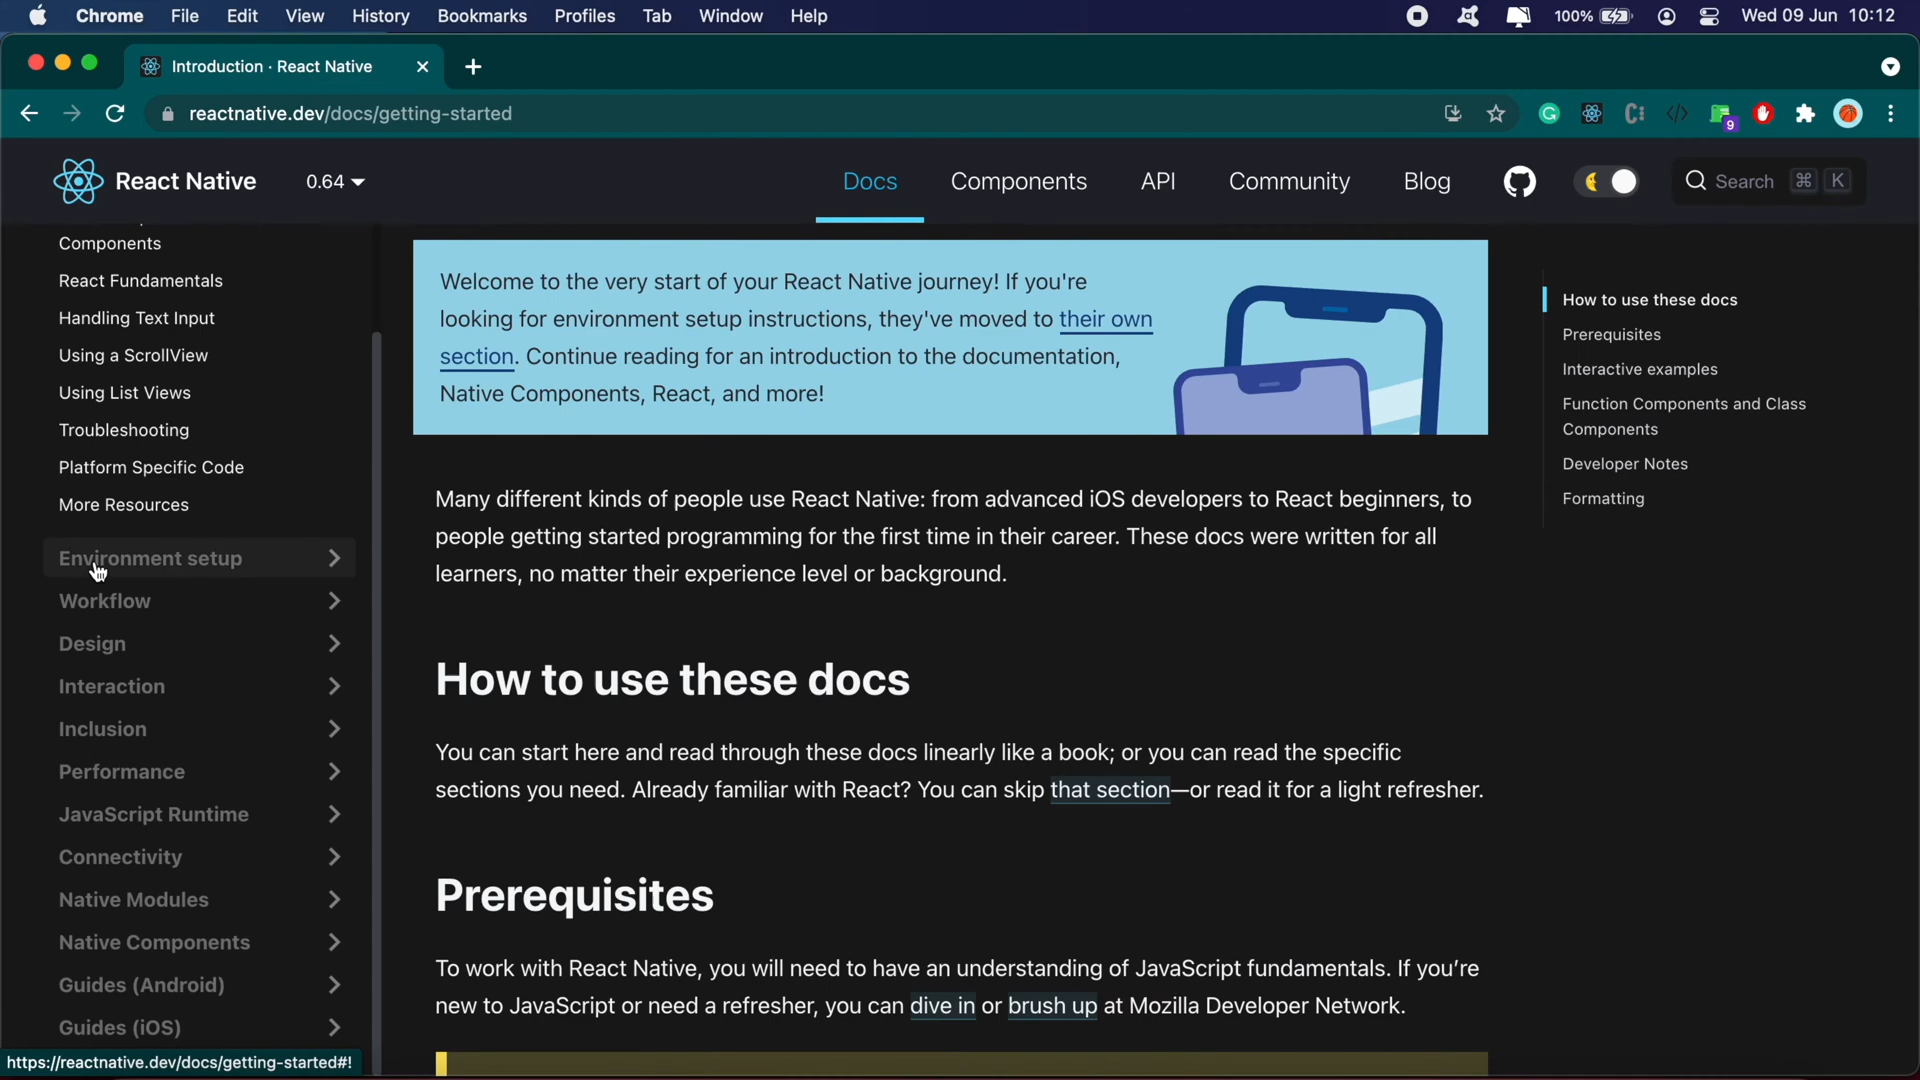 Chrome File Edit View History Bookmarks Profiles Tab Window Help 100% Wed 09 Jun 10:12
Introduction · React Native
reactnative.dev/docs/getting-started
9
React Native 0.64 Docs Components API Community Blog Search ⌘ K
Components
React Fundamentals
Handling Text Input
Using a ScrollView
Using List Views
Troubleshooting
Platform Specific Code
More Resources
Environment setup
Workflow
Design
Interaction
Inclusion
Performance
JavaScript Runtime
Connectivity
Native Modules
Native Components
Guides (Android)
Guides (iOS)
https://reactnative.dev/docs/getting-started#!
Welcome to the very start of your React Native journey! If you're
looking for environment setup instructions, they've moved to their own
section. Continue reading for an introduction to the documentation,
Native Components, React, and more!
Many different kinds of people use React Native: from advanced iOS developers to React beginners, to
people getting started programming for the first time in their career. These docs were written for all
learners, no matter their experience level or background.
How to use these docs
You can start here and read through these docs linearly like a book; or you can read the specific
sections you need. Already familiar with React? You can skip that section—or read it for a light refresher.
Prerequisites
To work with React Native, you will need to have an understanding of JavaScript fundamentals. If you're
new to JavaScript or need a refresher, you can dive in or brush up at Mozilla Developer Network.
How to use these docs
Prerequisites
Interactive examples
Function Components and Class
Components
Developer Notes
Formatting